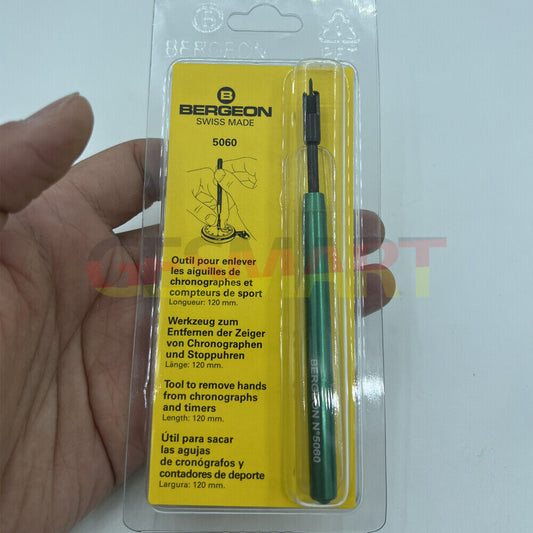 BERGEON
PET
B
BERGEON
SWISS MADE
5060
Outil pour enlever
les aiguilles de
chronographes et
compteurs de sport
Longueur: 120 mm.
Werkzeug zum
Entfernen der Zeiger
von Chronographen
und Stoppuhren
Länge: 120 mm.
Tool to remove hands
from chronographs
and timers
Length: 120 mm.
Útil para sacar
las agujas
de cronógrafos y
contadores de deporte
Largura: 120 mm.
BERGEON N°5060
GFSMART